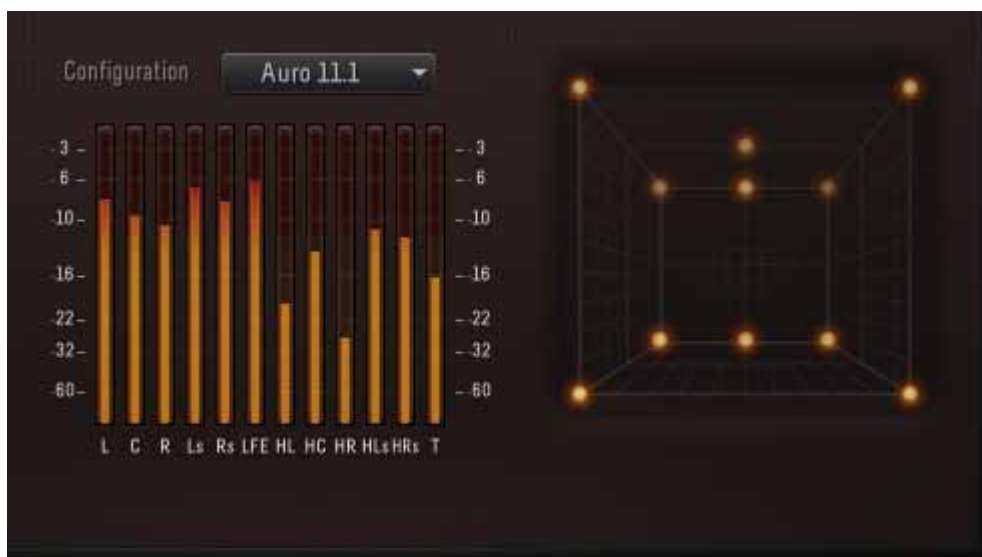 Configuration Auro 11.1
- 3 - - 3
- 6 - - 6
-10- -10
-16- -16
-22- -22
-32- -32
-60- -60
L C R Ls Rs LFE HL HC HR HLs HRs T